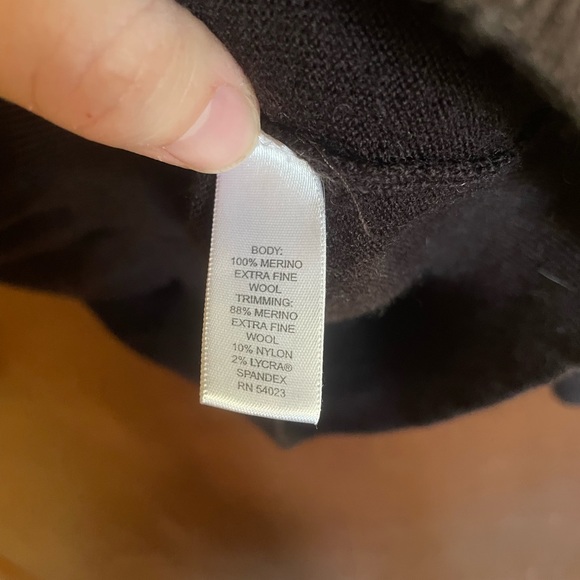 BODY:
100% MERINO
EXTRA FINE
WOOL
TRIMMING:
88% MERINO
EXTRA FINE
WOOL
10% NYLON
2% LYCRA®
SPANDEX
RN 54023